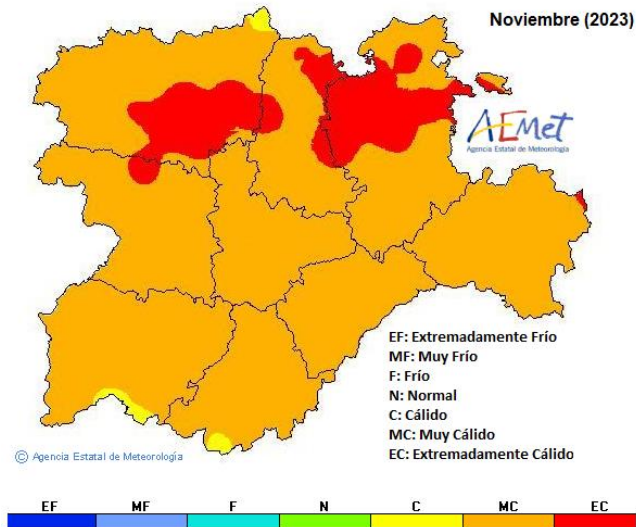 Noviembre (2023)
AEmet
Agencia Estatal de Meteorología
EF: Extremadamente Frío
MF: Muy Frío
F: Frío
N: Normal
C: Cálido
MC: Muy Cálido
EC: Extremadamente Cálido
© Agencia Estatal de Meteorología
EF MF F N C MC EC